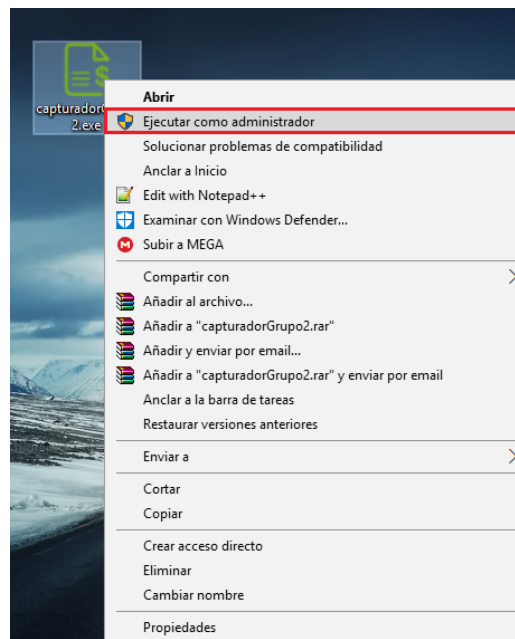 capturador
2.exe
Abrir
Ejecutar como administrador
Solucionar problemas de compatibilidad
Anclar a Inicio
Edit with Notepad++
Examinar con Windows Defender...
Subir a MEGA
Compartir con
Añadir al archivo...
Añadir a "capturadorGrupo2.rar"
Añadir y enviar por email...
Añadir a "capturadorGrupo2.rar" y enviar por email
Anclar a la barra de tareas
Restaurar versiones anteriores
Enviar a
Cortar
Copiar
Crear acceso directo
Eliminar
Cambiar nombre
Propiedades